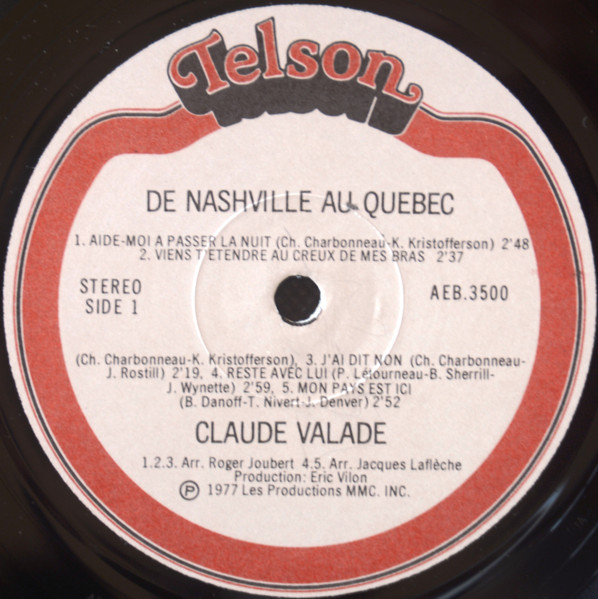 Telson
DE NASHVILLE AU QUEBEC
1. AIDE-MOI A PASSER LA NUIT (Ch. Charbonneau-K. Kristofferson) 2'48
2. VIENS T'ETENDRE AU CREUX DE MES BRAS 2'37
STEREO
SIDE 1
AEB.3500
(Ch. Charbonneau-K. Kristofferson), 3. J'AI DIT NON (Ch. Charbonneau-
J. Rostill) 2'19, 4. RESTE AVEC LUI (P. Létourneau-B. Sherrill-
J. Wynette) 2'59, 5. MON PAYS EST ICI
(B. Danoff-T. Nivert-J. Denver) 2'52
CLAUDE VALADE
1.2.3. Arr. Roger Joubert 4.5. Arr. Jacques Laflèche
Production: Eric Vilon
Ⓟ 1977 Les Productions MMC. INC.